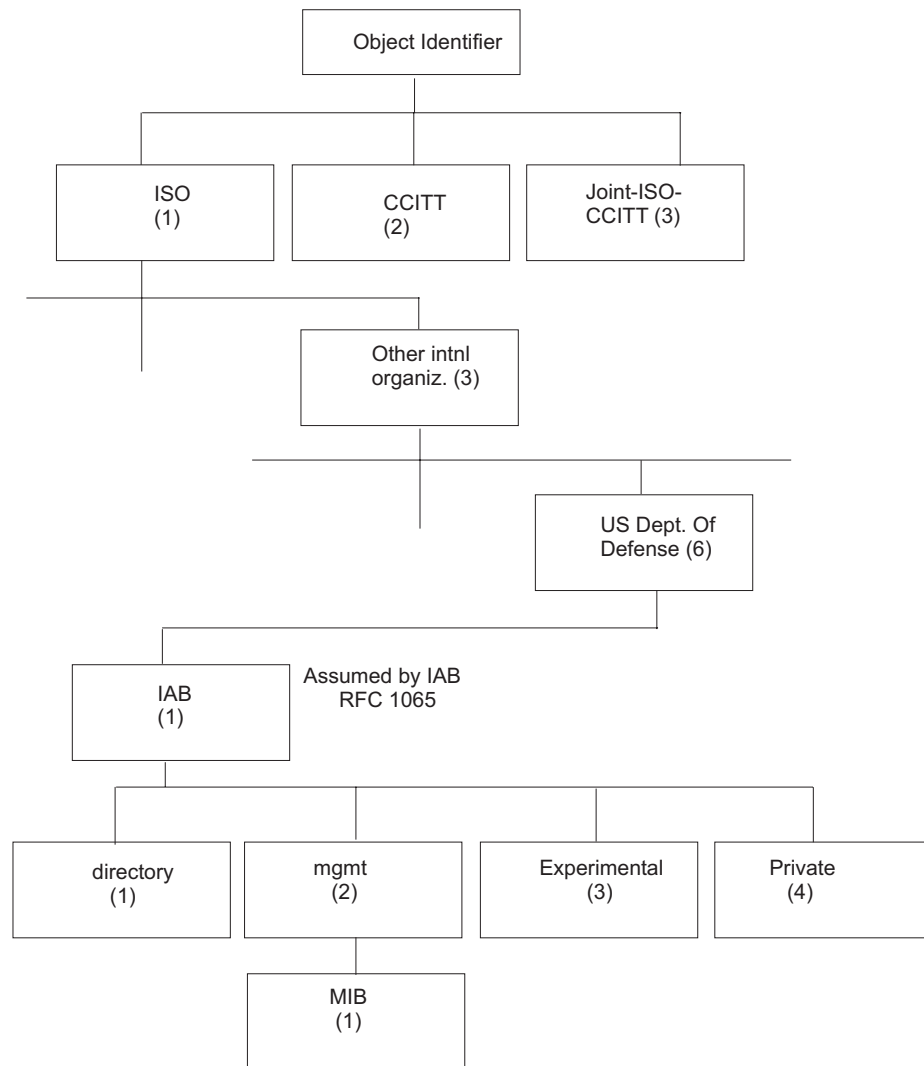 Object Identifier
ISO
(1)
CCITT
(2)
Joint-ISO-
CCITT (3)
Other intnl
organiz. (3)
US Dept. Of
Defense (6)
IAB
(1)
Assumed by IAB
RFC 1065
directory
(1)
mgmt
(2)
Experimental
(3)
Private
(4)
MIB
(1)